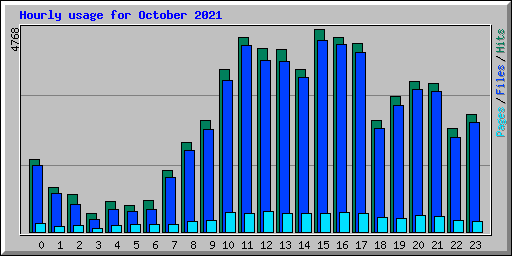 Hourly usage for October 2021
4768
Pages/Files/Hits
0 1 2 3 4 5 6 7 8 9 10 11 12 13 14 15 16 17 18 19 20 21 22 23